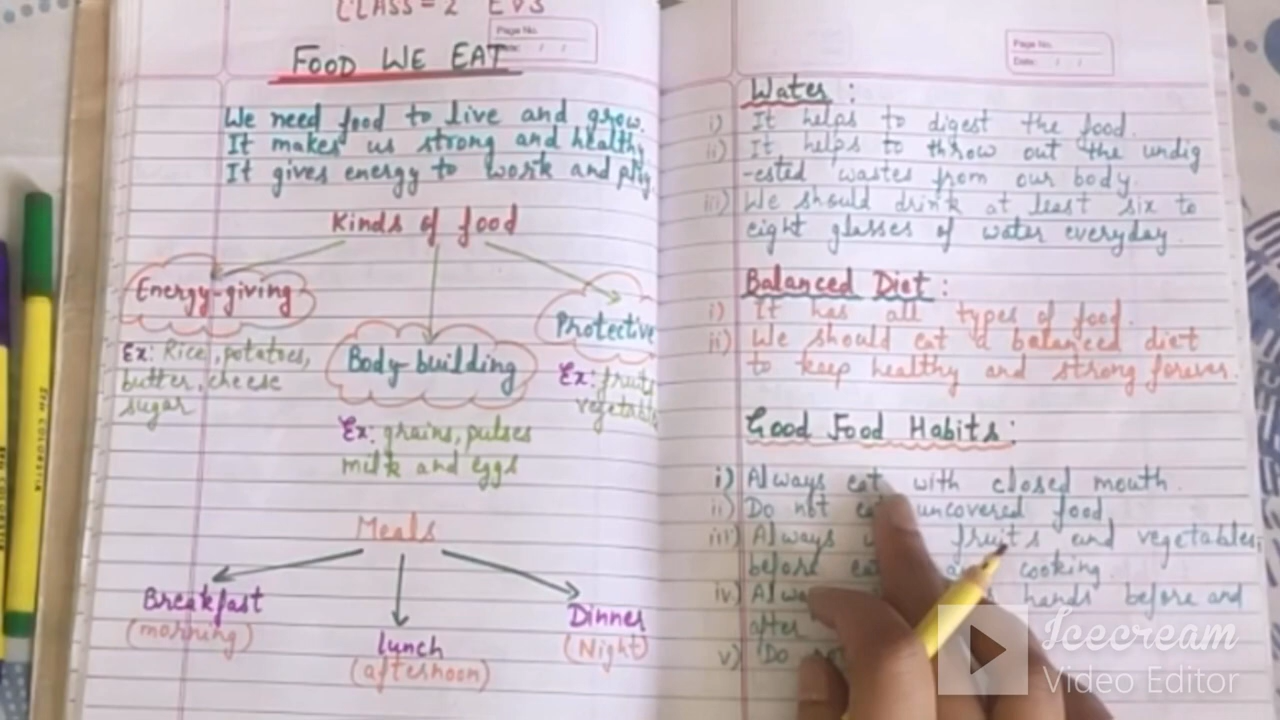 CLASS = 2 EVS
Page No.
Date: / /
FOOD WE EAT
We need food to live and grow.
It makes us strong and healthy
It gives energy to work and play
Kinds of food
Energy-giving
Ex: Rice, potatoes,
butter, cheese
sugar
Body-building
Ex: grains, pulses
milk and eggs
Protective
Ex: fruits
vegetable
Meals
Breakfast
(morning)
lunch
(afternoon)
Dinner
(Night)
Page No.
Date: / /
Water :
i) It helps to digest the food.
ii) It helps to throw out the undig
-ested wastes from our body.
iii) We should drink at least six to
eight glasses of water everyday.
Balanced Diet :
i) It has all types of food.
ii) We should eat a balanced diet
to keep healthy and strong forever.
Good Food Habits :
i) Always eat with closed mouth.
ii) Do not uncovered food.
iii) Always fruits and vegetables
before cooking.
iv) hands before and
after
v) Do
Icecream
Video Editor
COLORSTIX